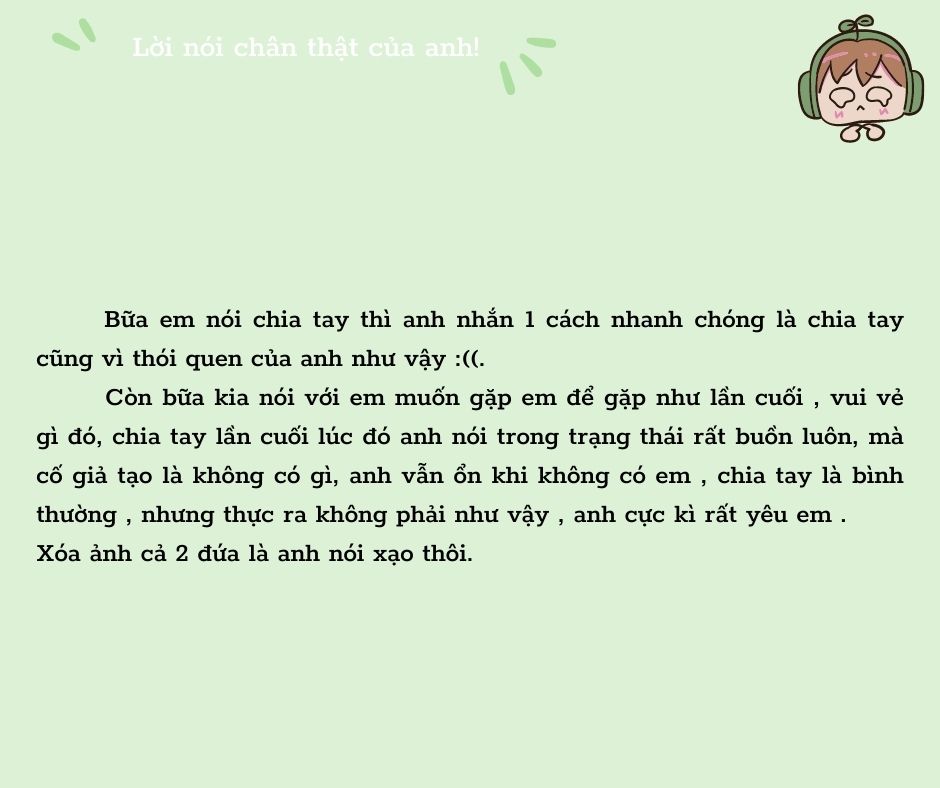 Lời nói chân thật của anh!
Bữa em nói chia tay thì anh nhắn 1 cách nhanh chóng là chia tay
cũng vì thói quen của anh như vậy :((.
Còn bữa kia nói với em muốn gặp em để gặp như lần cuối , vui vẻ
gì đó, chia tay lần cuối lúc đó anh nói trong trạng thái rất buồn luôn, mà
cố giả tạo là không có gì, anh vẫn ổn khi không có em , chia tay là bình
thường , nhưng thực ra không phải như vậy , anh cực kì rất yêu em .
Xóa ảnh cả 2 đứa là anh nói xạo thôi.